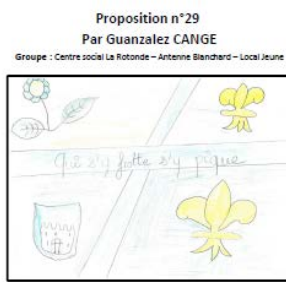 Proposition n°29
Par Guanzalez CANGE
Groupe : Centre social La Rotonde – Antenne Blanchard – Local Jeune
Qui s'y frotte s'y pique